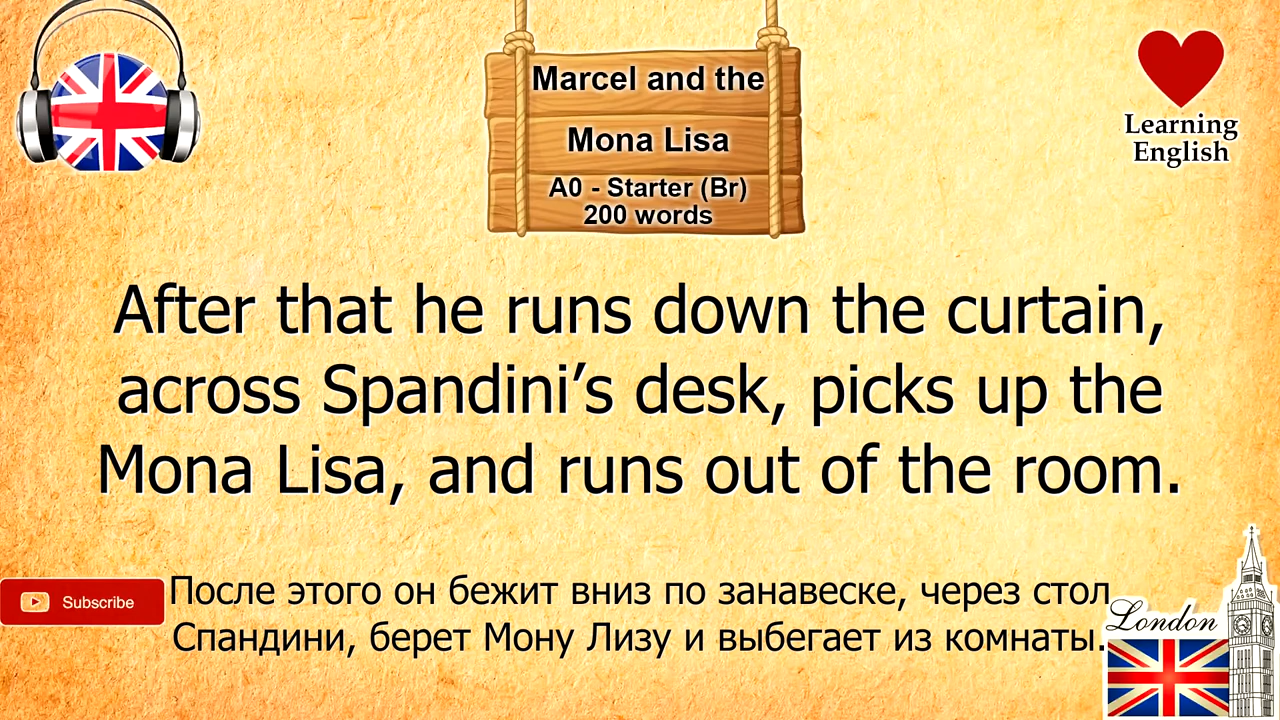 Marcel and the
Mona Lisa
A0 - Starter (Br)
200 words
Learning
English
After that he runs down the curtain,
across Spandini’s desk, picks up the
Mona Lisa, and runs out of the room.
Subscribe
После этого он бежит вниз по занавеске, через стол
Спандини, берет Мону Лизу и выбегает из комнаты.
London